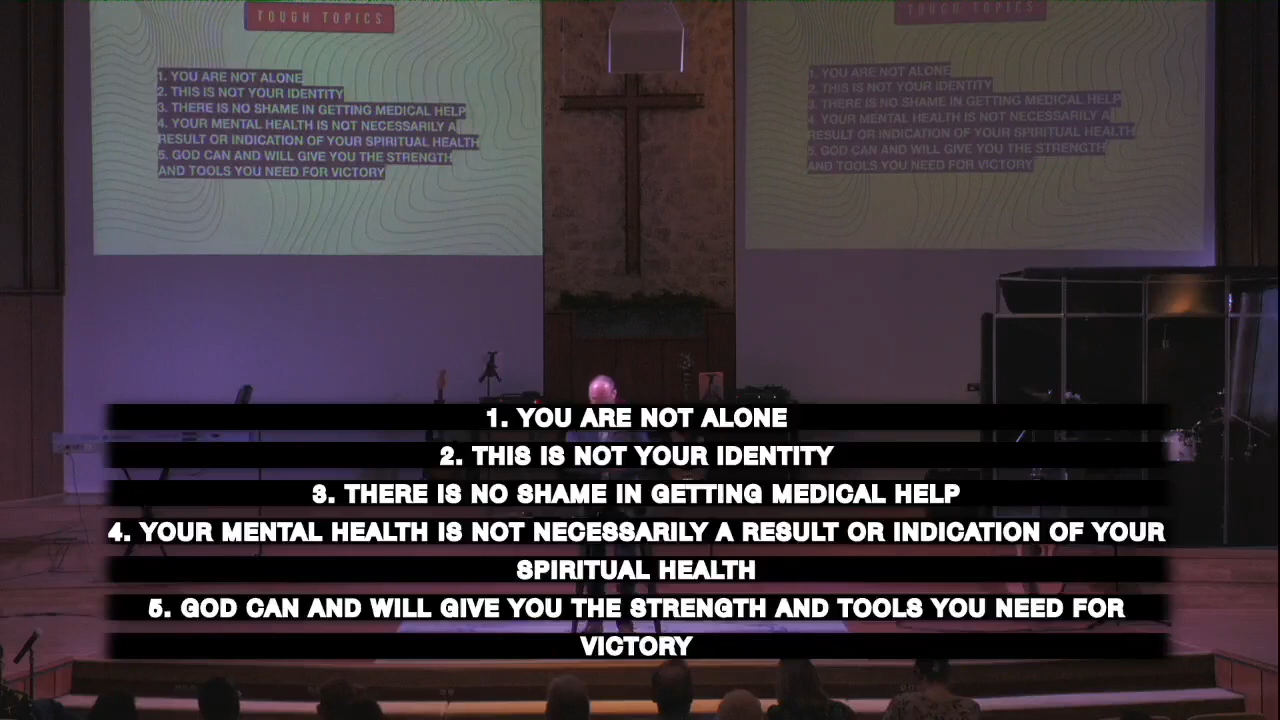 TOUGH TOPICS
1. YOU ARE NOT ALONE
2. THIS IS NOT YOUR IDENTITY
3. THERE IS NO SHAME IN GETTING MEDICAL HELP
4. YOUR MENTAL HEALTH IS NOT NECESSARILY A
RESULT OR INDICATION OF YOUR SPIRITUAL HEALTH
5. GOD CAN AND WILL GIVE YOU THE STRENGTH
AND TOOLS YOU NEED FOR VICTORY
TOUGH TOPICS
1. YOU ARE NOT ALONE
2. THIS IS NOT YOUR IDENTITY
3. THERE IS NO SHAME IN GETTING MEDICAL HELP
4. YOUR MENTAL HEALTH IS NOT NECESSARILY A
RESULT OR INDICATION OF YOUR SPIRITUAL HEALTH
5. GOD CAN AND WILL GIVE YOU THE STRENGTH
AND TOOLS YOU NEED FOR VICTORY
1. YOU ARE NOT ALONE
2. THIS IS NOT YOUR IDENTITY
3. THERE IS NO SHAME IN GETTING MEDICAL HELP
4. YOUR MENTAL HEALTH IS NOT NECESSARILY A RESULT OR INDICATION OF YOUR
SPIRITUAL HEALTH
5. GOD CAN AND WILL GIVE YOU THE STRENGTH AND TOOLS YOU NEED FOR
VICTORY